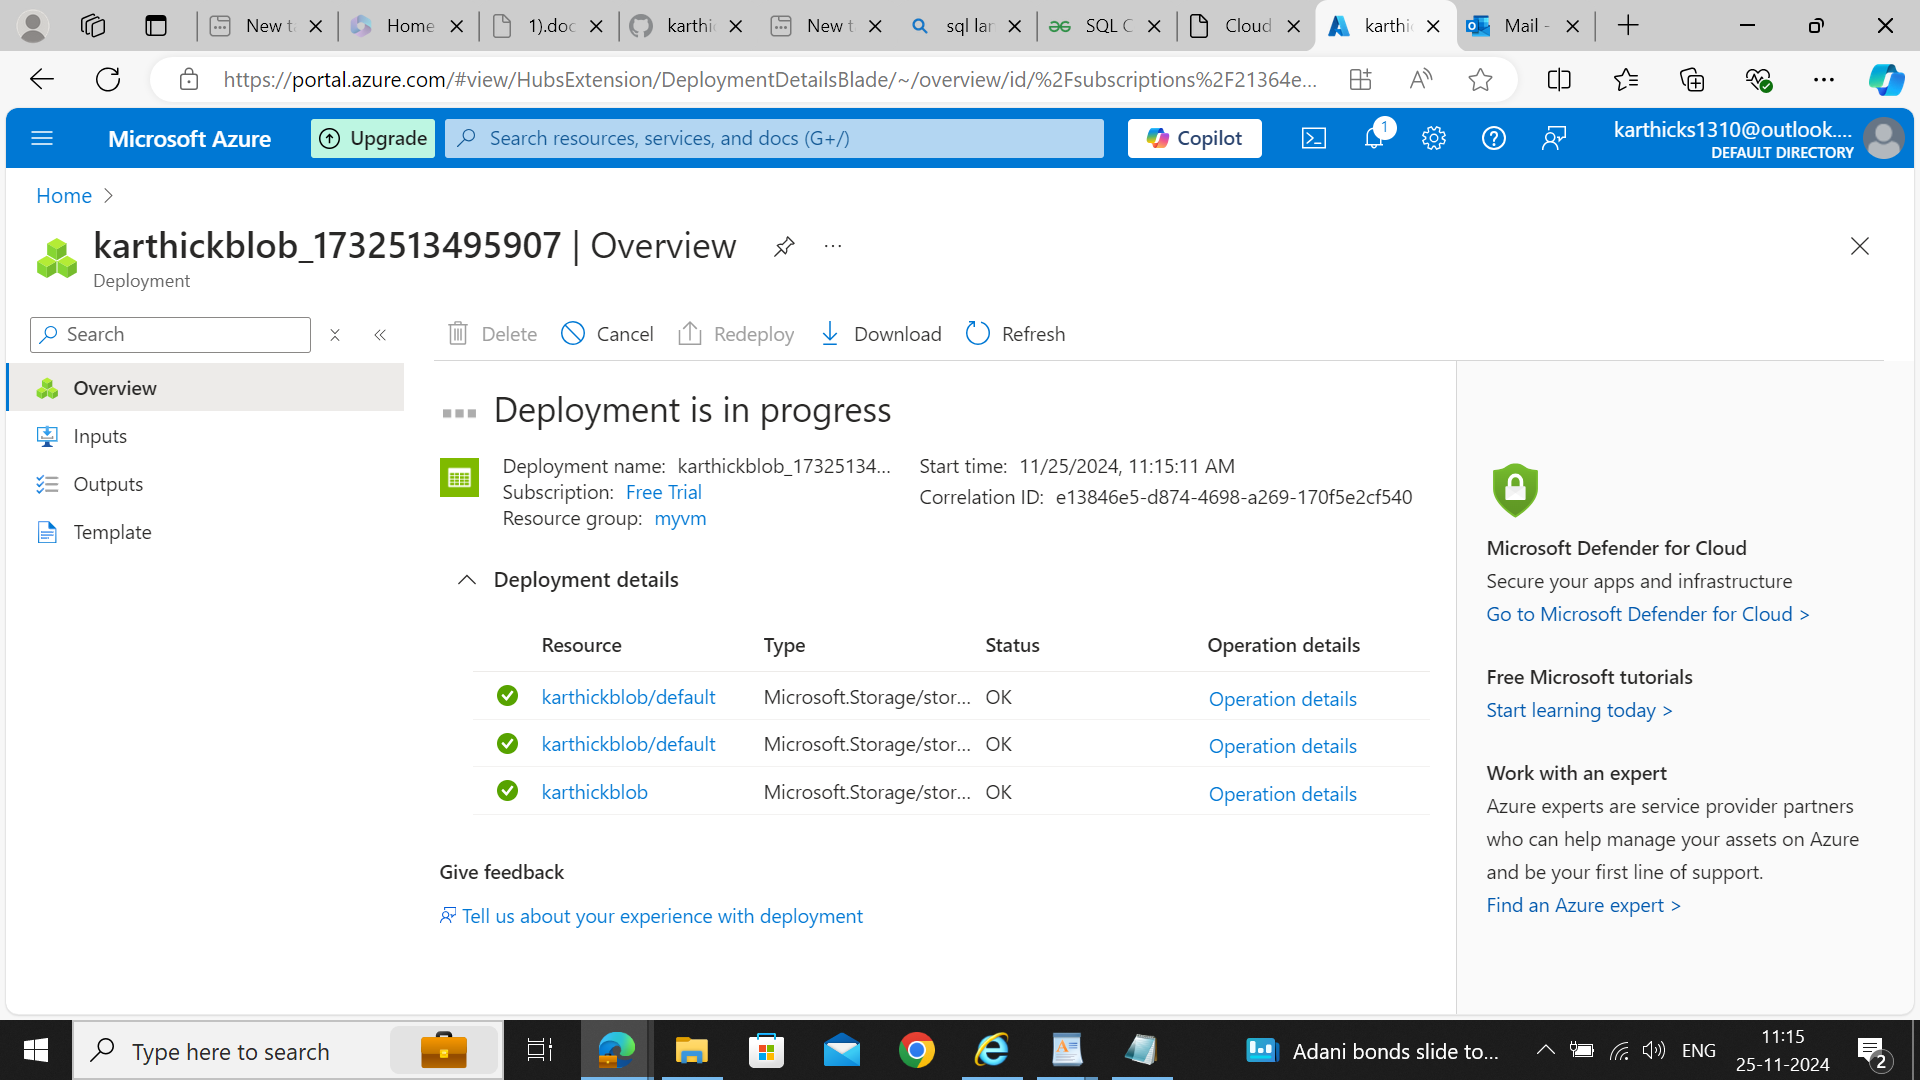 New ta
Home
1).doc
karthic
New ta
sql lan
SQL C
Cloud
karthic
Mail -
https://portal.azure.com/#view/HubsExtension/DeploymentDetailsBlade/~/overview/id/%2Fsubscriptions%2F21364e...
Microsoft Azure
Upgrade
Search resources, services, and docs (G+/)
Copilot
1
karthicks1310@outlook....
DEFAULT DIRECTORY
Home
karthickblob_1732513495907 | Overview
Deployment
Search
Delete
Cancel
Redeploy
Download
Refresh
Overview
Inputs
Outputs
Template
Deployment is in progress
Deployment name: karthickblob_17325134...
Subscription: Free Trial
Resource group: myvm
Start time: 11/25/2024, 11:15:11 AM
Correlation ID: e13846e5-d874-4698-a269-170f5e2cf540
Deployment details
Resource Type Status Operation details
karthickblob/default Microsoft.Storage/stor... OK Operation details
karthickblob/default Microsoft.Storage/stor... OK Operation details
karthickblob Microsoft.Storage/stor... OK Operation details
Give feedback
Tell us about your experience with deployment
Microsoft Defender for Cloud
Secure your apps and infrastructure
Go to Microsoft Defender for Cloud >
Free Microsoft tutorials
Start learning today >
Work with an expert
Azure experts are service provider partners
who can help manage your assets on Azure
and be your first line of support.
Find an Azure expert >
Type here to search
Adani bonds slide to...
ENG
11:15
25-11-2024
2